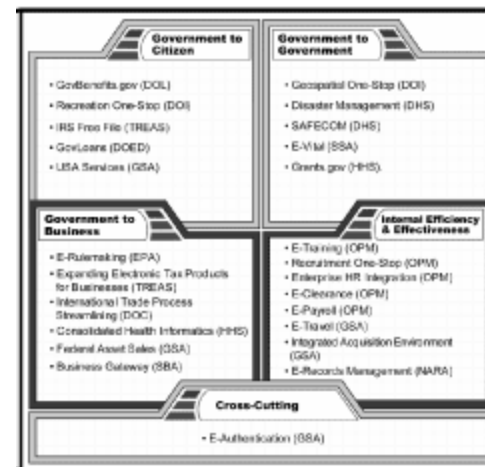 Government to
Citizen
• GovBenefits.gov (DOL)
• Recreation One-Stop (DOI)
• IRS Free File (TREAS)
• GovLoans (DOED)
• USA Services (GSA)
Government to
Government
• Geospatial One-Stop (DOI)
• Disaster Management (DHS)
• SAFECOM (DHS)
• E-Vital (SSA)
• Grants.gov (HHS).
Government to
Business
• E-Rulemaking (EPA)
• Expanding Electronic Tax Products
for Businesses (TREAS)
• International Trade Process
Streamlining (DOC)
• Consolidated Health Informatics (HHS)
• Federal Asset Sales (GSA)
• Business Gateway (SBA)
Internal Efficiency
& Effectiveness
• E-Training (OPM)
• Recruitment One-Stop (OPM)
• Enterprise HR Integration (OPM)
• E-Clearance (OPM)
• E-Payroll (OPM)
• E-Travel (GSA)
• Integrated Acquisition Environment
(GSA)
• E-Records Management (NARA)
Cross-Cutting
• E-Authentication (GSA)